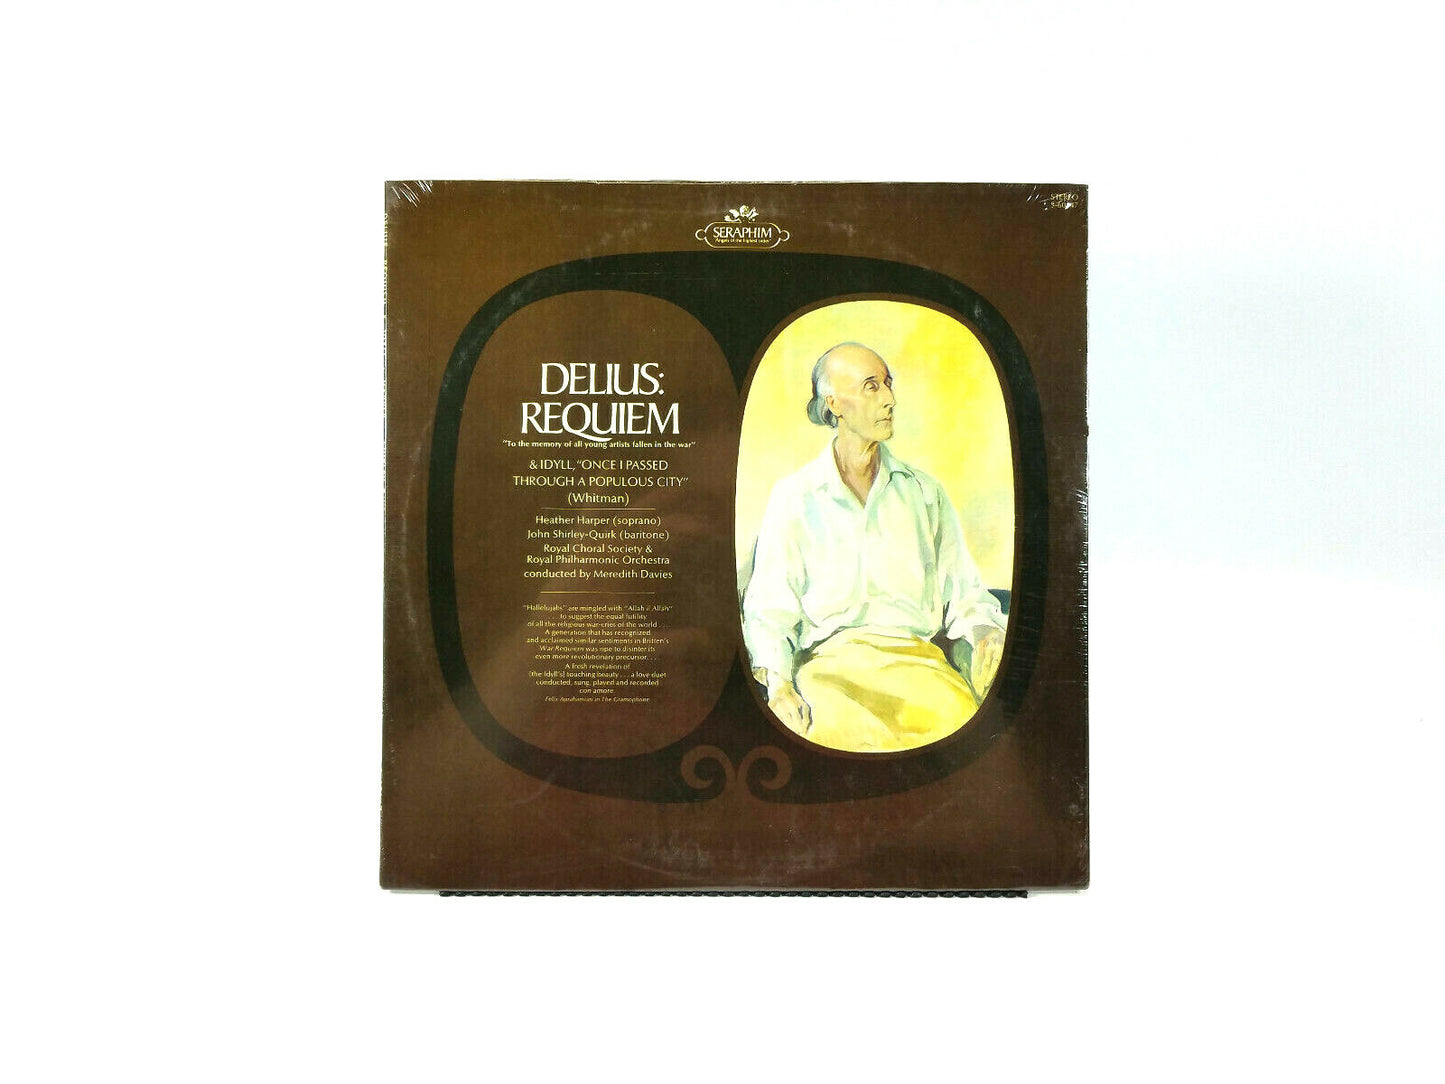 STEREO
SERAPHIM
"Angels of the highest order"
DELIUS:
REQUIEM
"To the memory of all young artists fallen in the war"
& IDYLL, "ONCE I PASSED
THROUGH A POPULOUS CITY"
(Whitman)
Heather Harper (soprano)
John Shirley-Quirk (baritone)
Royal Choral Society &
Royal Philharmonic Orchestra
conducted by Meredith Davies
"Hallelujahs" are mingled with "Allah il Allah"
. . . . to suggest the equal futility
of all the religious war-cries of the world . . . .
A generation that has recognized
and acclaimed similar sentiments in Britten's
War Requiem was ripe to disinter its
even more revolutionary precursor. . .
A fresh revelation of
[the Idyll's] touching beauty . . . a love duet
conducted, sung, played and recorded
con amore.
Felix Aprahamian in The Gramophone